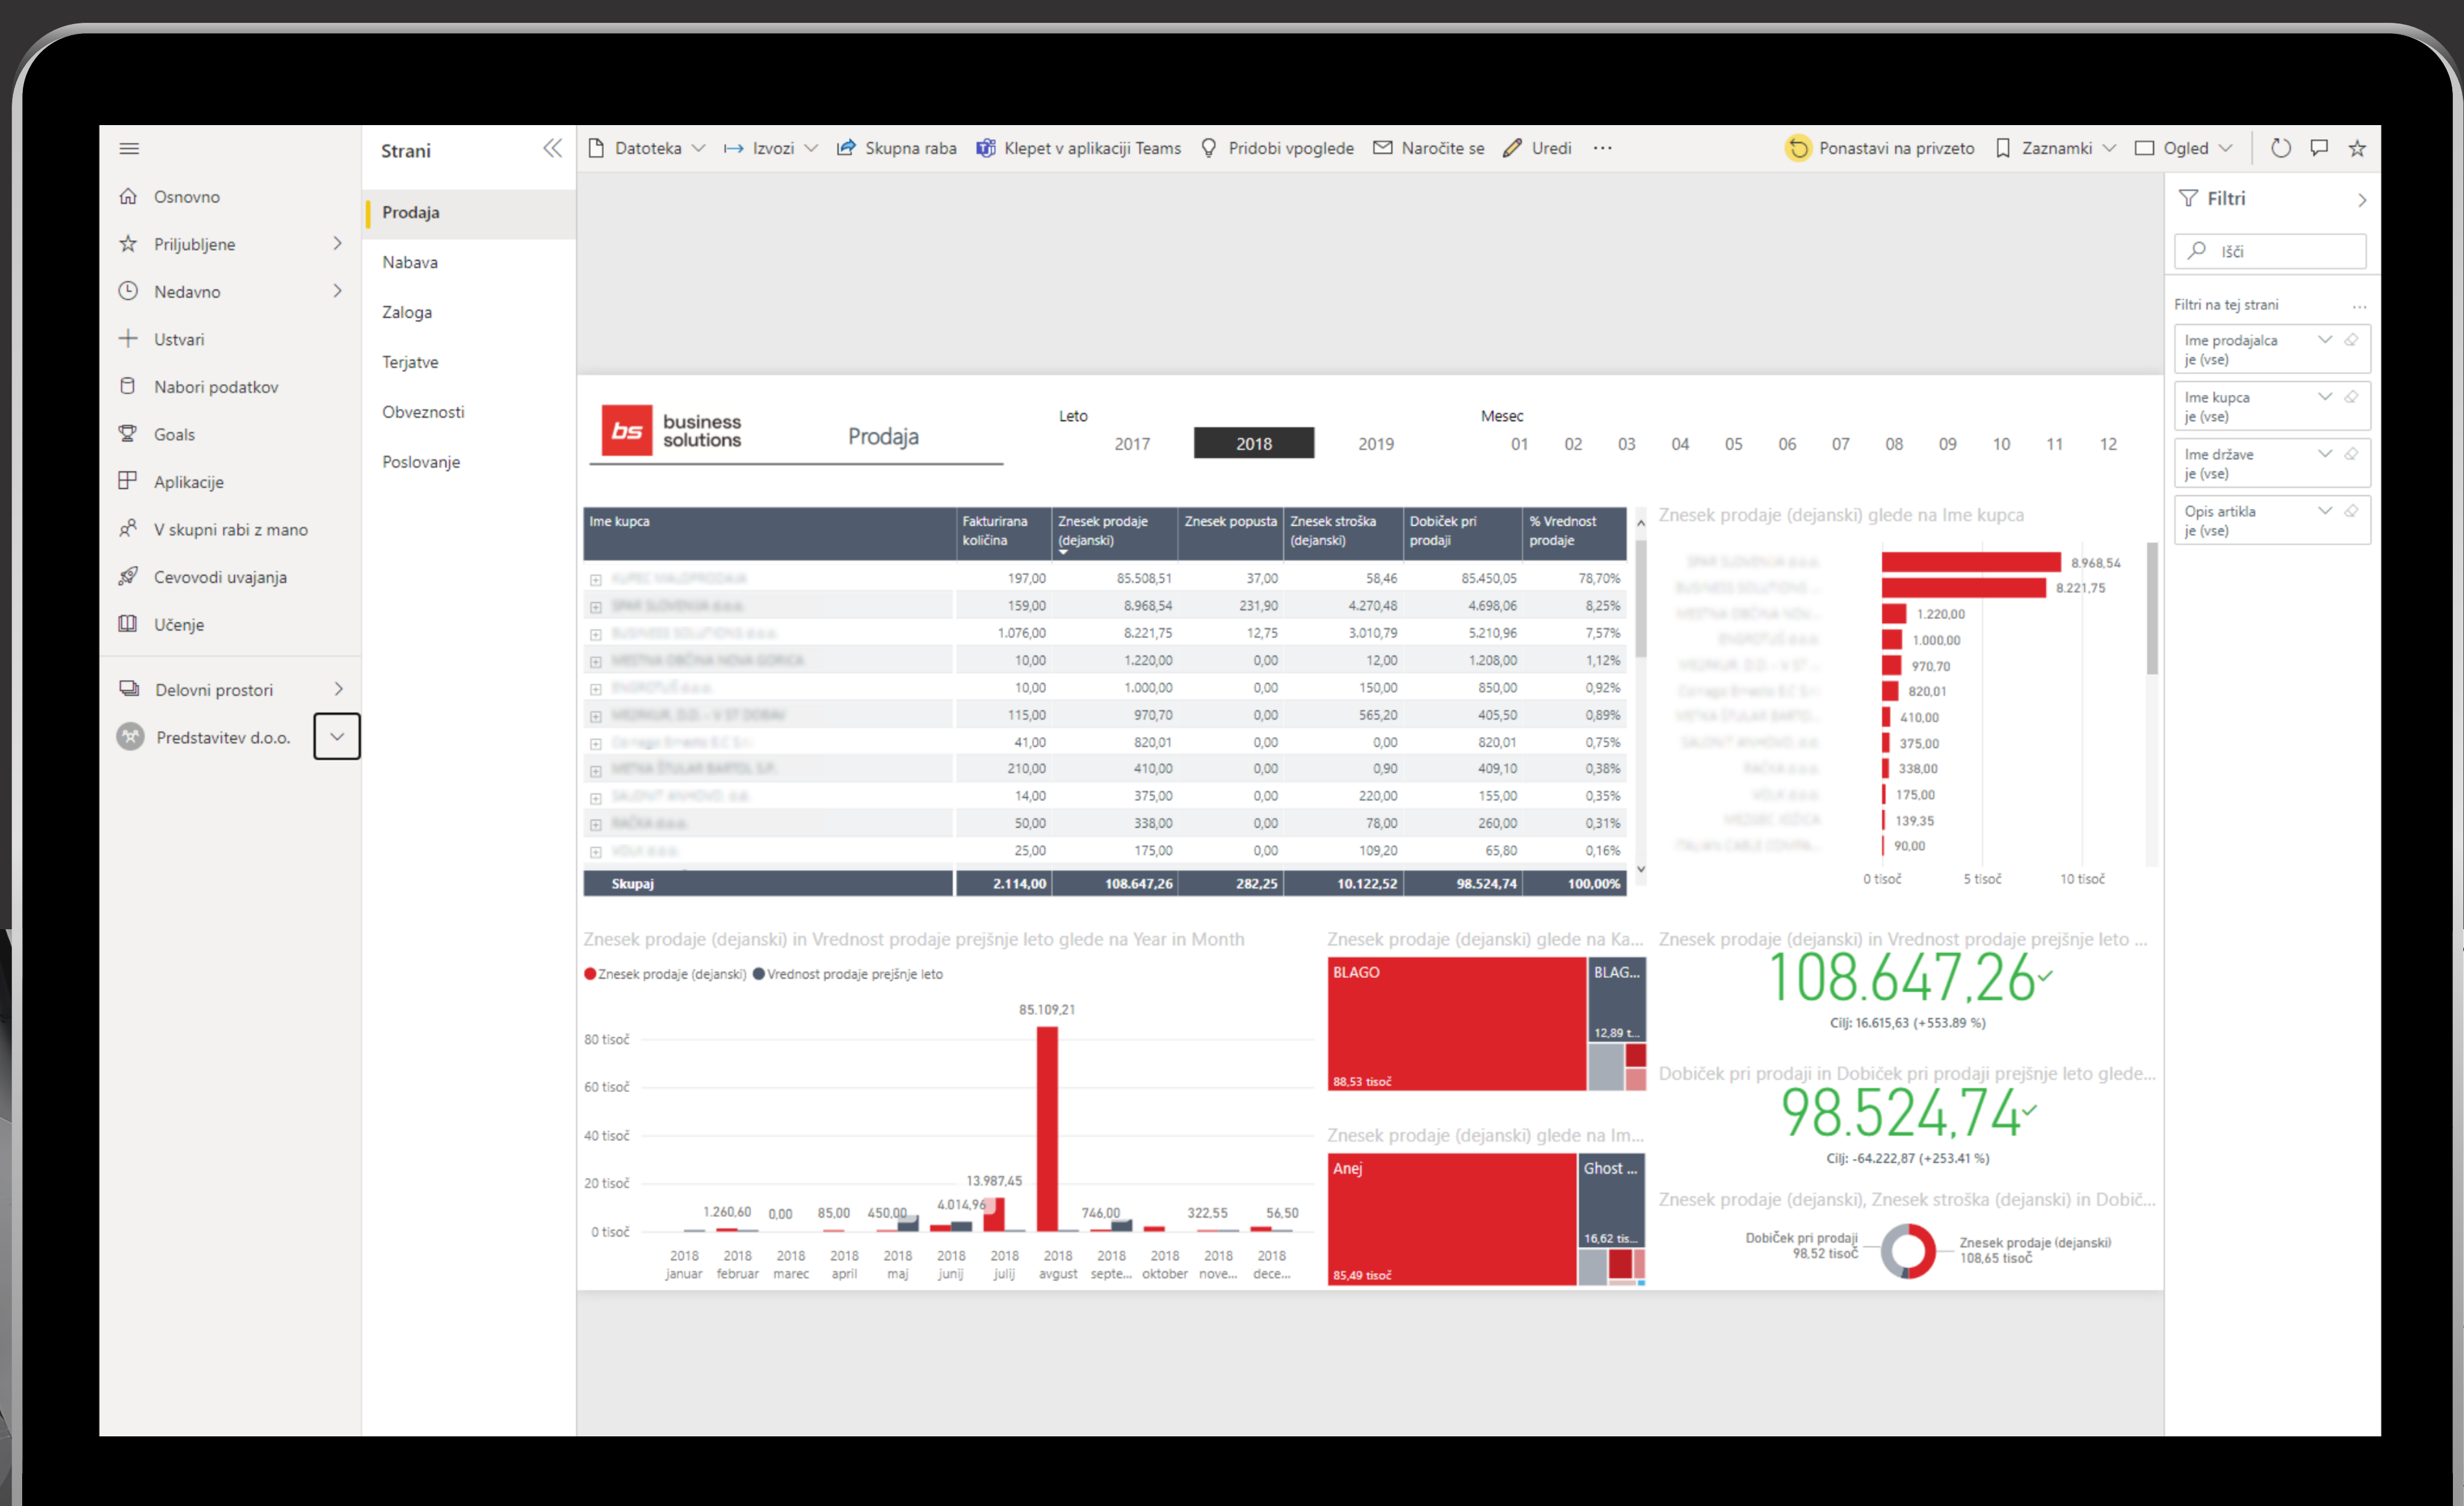 Osnovno
Priljubljene
Nedavno
Ustvari
Nabori podatkov
Goals
Aplikacije
V skupni rabi z mano
Cevovodi uvajanja
Učenje
Delovni prostori
Predstavitev d.o.o.
Strani
Prodaja
Nabava
Zaloga
Terjatve
Obveznosti
Poslovanje
Datoteka Izvozi Skupna raba Klepet v aplikaciji Teams Pridobi vpoglede Naročite se Uredi ... Ponastavi na privzeto Zaznamki Ogled
bs business
solutions
Prodaja
Leto
2017 2018 2019
Mesec
01 02 03 04 05 06 07 08 09 10 11 12
Ime kupca Fakturirana Znesek prodaje Znesek popusta Znesek stroška Dobiček pri % Vrednost
količina (dejanski) (dejanski) prodaji prodaje
197,00 85.508,51 37,00 58,46 85.450,05 78,70%
159,00 8.968,54 231,90 4.270,48 4.698,06 8,25%
1.076,00 8.221,75 12,75 3.010,79 5.210,96 7,57%
10,00 1.220,00 0,00 12,00 1.208,00 1,12%
10,00 1.000,00 0,00 150,00 850,00 0,92%
115,00 970,70 0,00 565,20 405,50 0,89%
41,00 820,01 0,00 0,00 820,01 0,75%
210,00 410,00 0,00 0,90 409,10 0,38%
14,00 375,00 0,00 220,00 155,00 0,35%
50,00 338,00 0,00 78,00 260,00 0,31%
25,00 175,00 0,00 109,20 65,80 0,16%
Skupaj 2.114,00 108.647,26 282,25 10.122,52 98.524,74 100,00%
Znesek prodaje (dejanski) glede na Ime kupca
8.968,54
8.221,75
1.220,00
1.000,00
970,70
820,01
410,00
375,00
338,00
175,00
139,35
90,00
0 tisoč 5 tisoč 10 tisoč
Znesek prodaje (dejanski) in Vrednost prodaje prejšnje leto glede na Year in Month
Znesek prodaje (dejanski) Vrednost prodaje prejšnje leto
85.109,21
80 tisoč
60 tisoč
40 tisoč
20 tisoč
0 tisoč
1.260,60 0,00 85,00 450,00 4.014,96 13.987,45 746,00 322,55 56,50
2018 2018 2018 2018 2018 2018 2018 2018 2018 2018 2018 2018
januar februar marec april maj junij julij avgust septe... oktober nove... dece...
Znesek prodaje (dejanski) glede na Ka...
BLAGO BLAG...
12,89 t...
88,53 tisoč
Znesek prodaje (dejanski) glede na Im...
Anej Ghost ...
16,62 tis...
85,49 tisoč
Znesek prodaje (dejanski) in Vrednost prodaje prejšnje leto ...
108.647,26
Cilj: 16.615,63 (+553.89 %)
Dobiček pri prodaji in Dobiček pri prodaji prejšnje leto glede...
98.524,74
Cilj: -64.222,87 (+253.41 %)
Znesek prodaje (dejanski), Znesek stroška (dejanski) in Dobič...
Dobiček pri prodaji
98,52 tisoč
Znesek prodaje (dejanski)
108,65 tisoč
Filtri
Išči
Filtri na tej strani ...
Ime prodajalca
je (vse)
Ime kupca
je (vse)
Ime države
je (vse)
Opis artikla
je (vse)